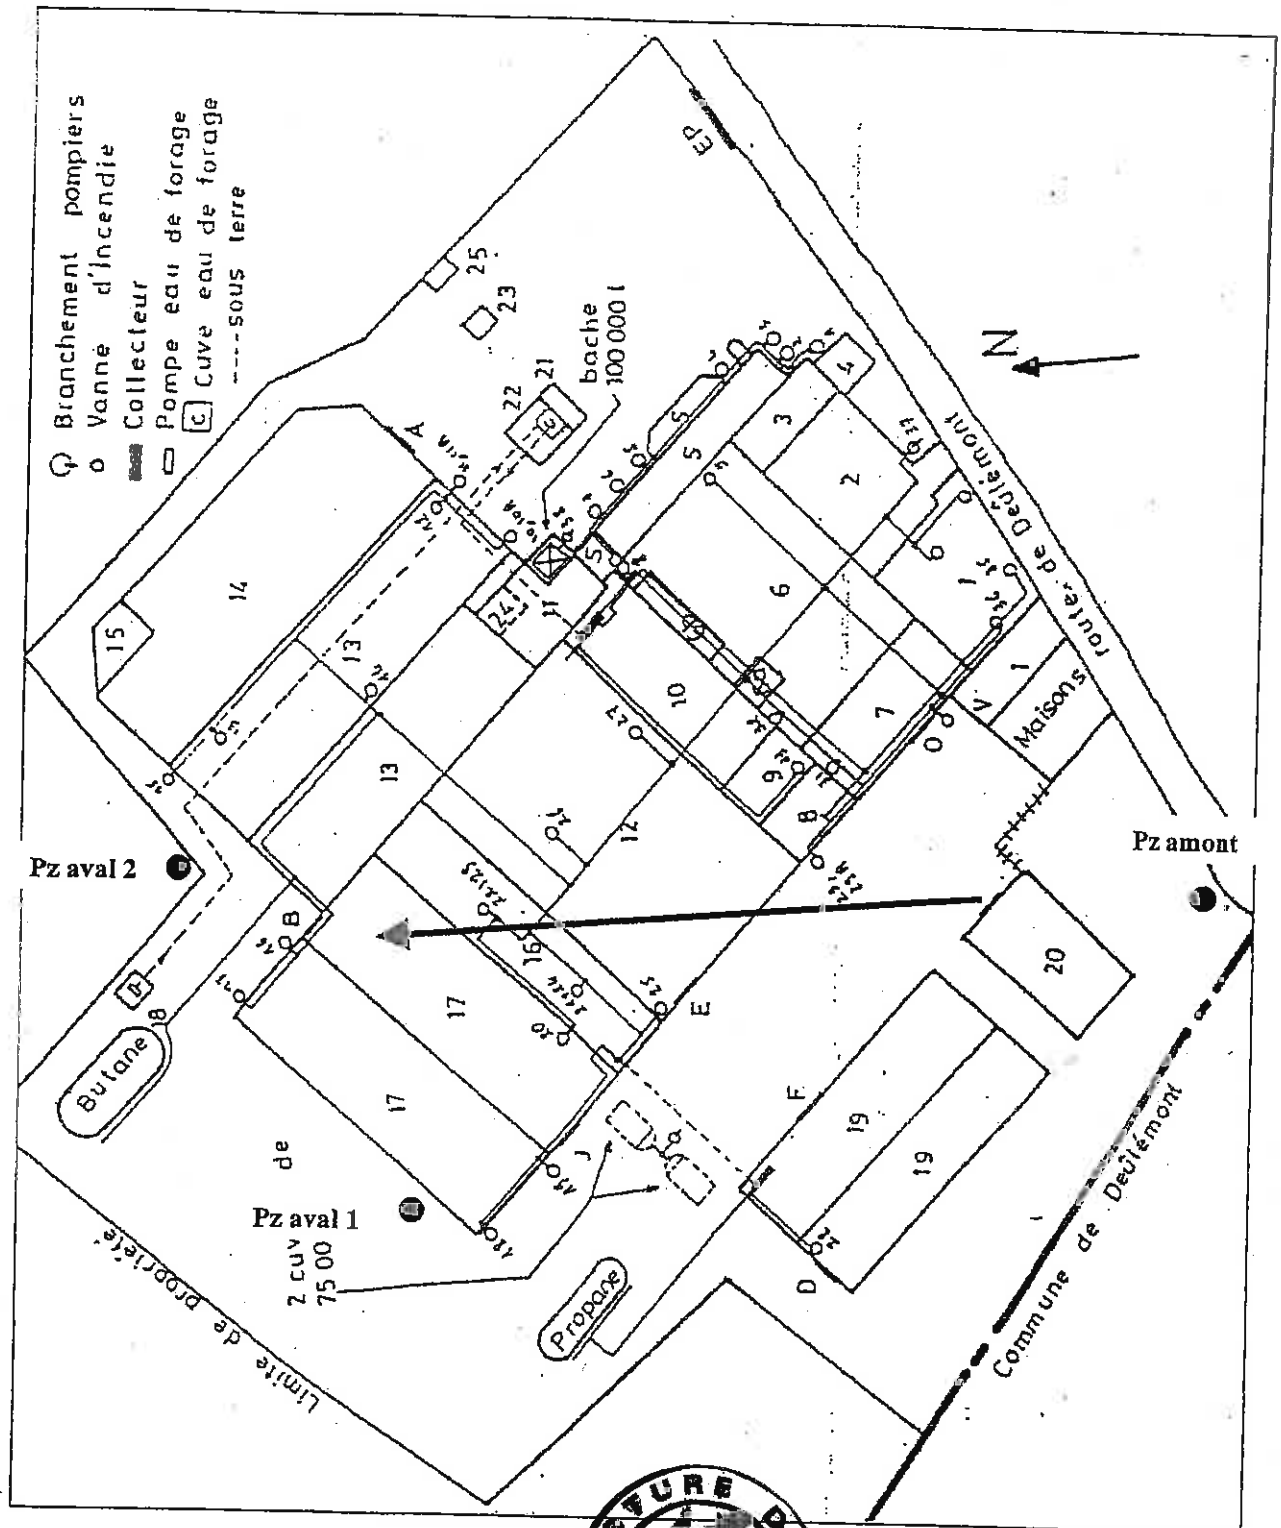 Branchement pompiers
Vanne d'incendie
Collecteur
Pompe eau de forage
C Cuve eau de forage
----sous terre
EP
25
23
22
21
bache
100 000 l
A
15
14
13
13
24
11
S
S
S
3
4
2
N
route de Deûlémont
6
10
27
9
8
7
1
1
V
O
Maisons
12
Pz aval 2
Pz amont
B
16
17
17
18
Butane
E
20
F
19
19
J
D
de
Pz aval 1
2 cuv
75 00
Propane
Limite de propriété
Commune de Deûlémont
TURE D